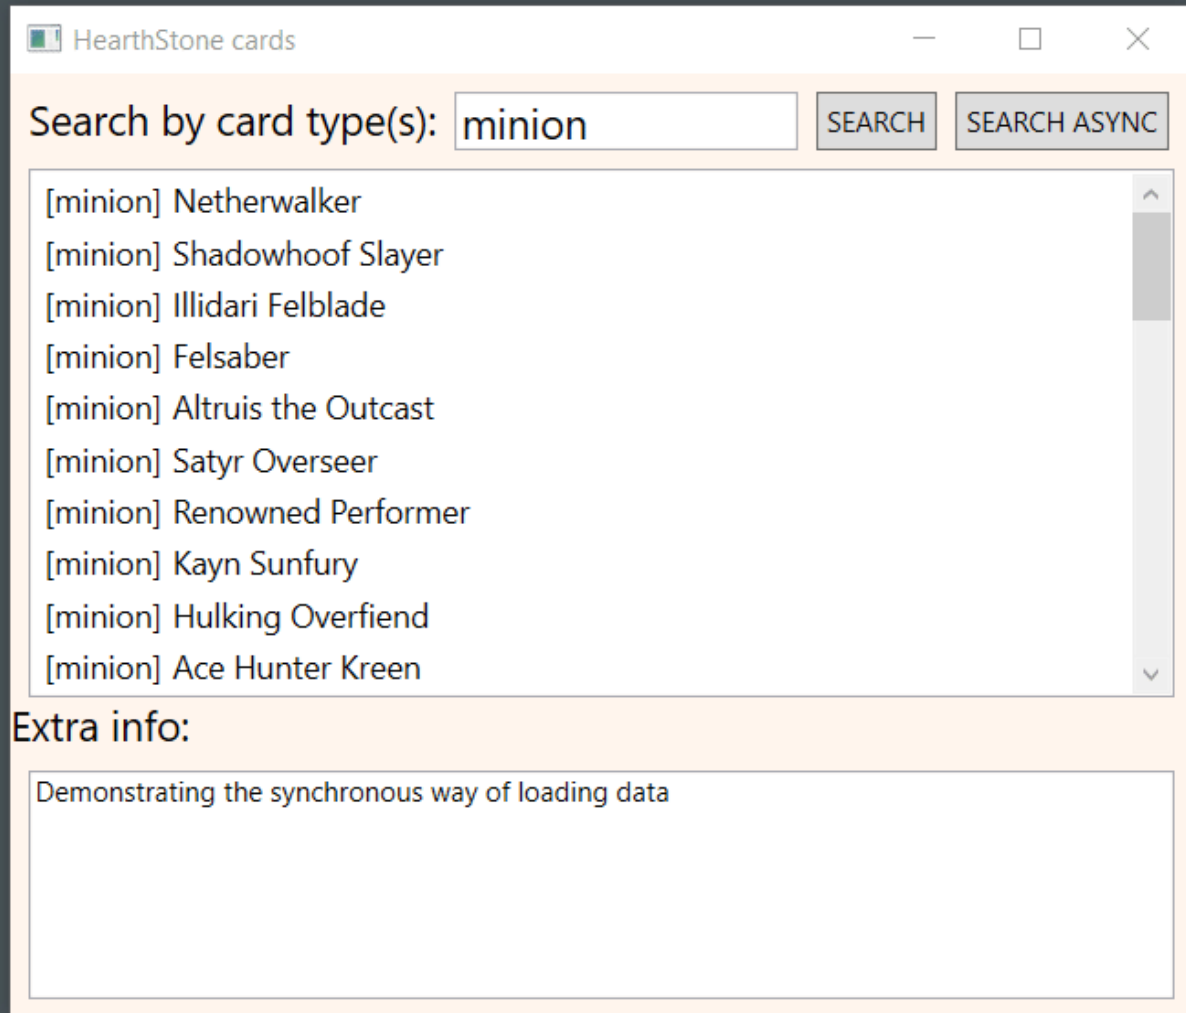 HearthStone cards
Search by card type(s): minion SEARCH SEARCH ASYNC
[minion] Netherwalker
[minion] Shadowhoof Slayer
[minion] Illidari Felblade
[minion] Felsaber
[minion] Altruis the Outcast
[minion] Satyr Overseer
[minion] Renowned Performer
[minion] Kayn Sunfury
[minion] Hulking Overfiend
[minion] Ace Hunter Kreen
Extra info:
Demonstrating the synchronous way of loading data